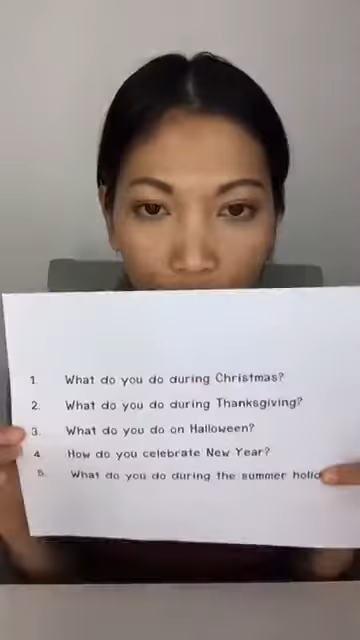 1. What do you do during Christmas?
2. What do you do during Thanksgiving?
3. What do you do on Halloween?
4. How do you celebrate New Year?
5. What do you do during the summer holid